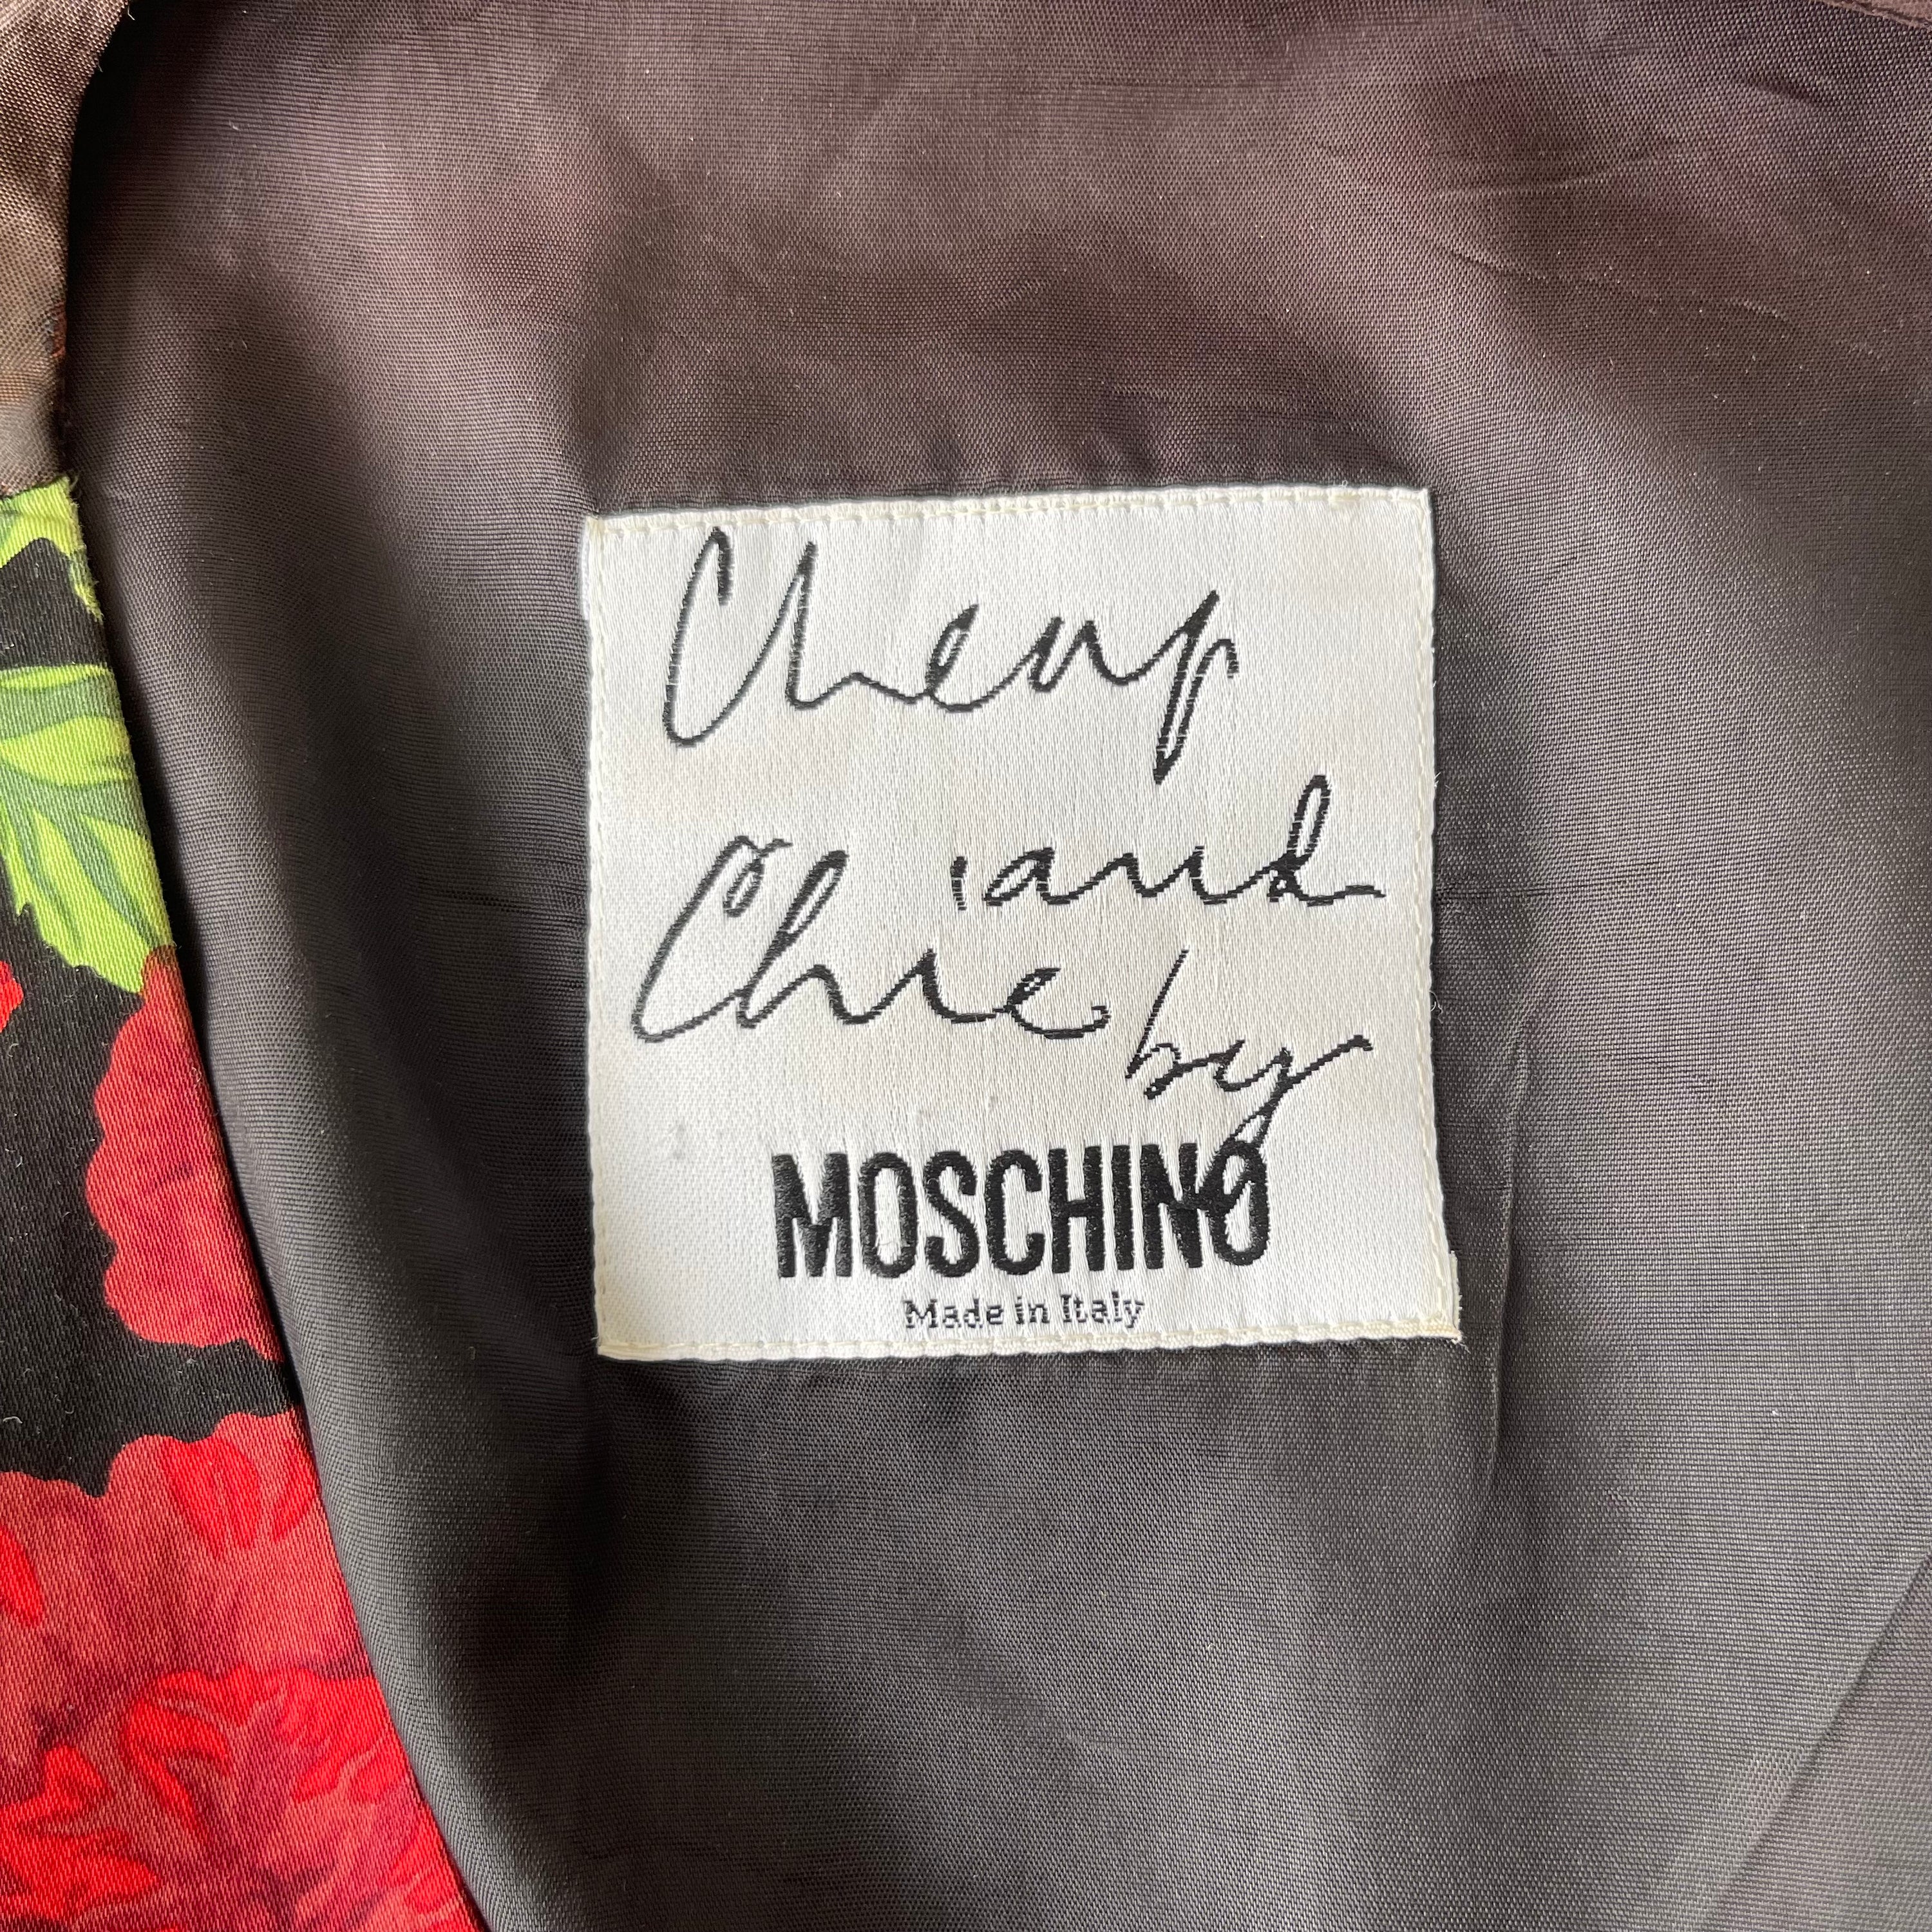 Cheap
and
Chic by
MOSCHINO
Made in Italy